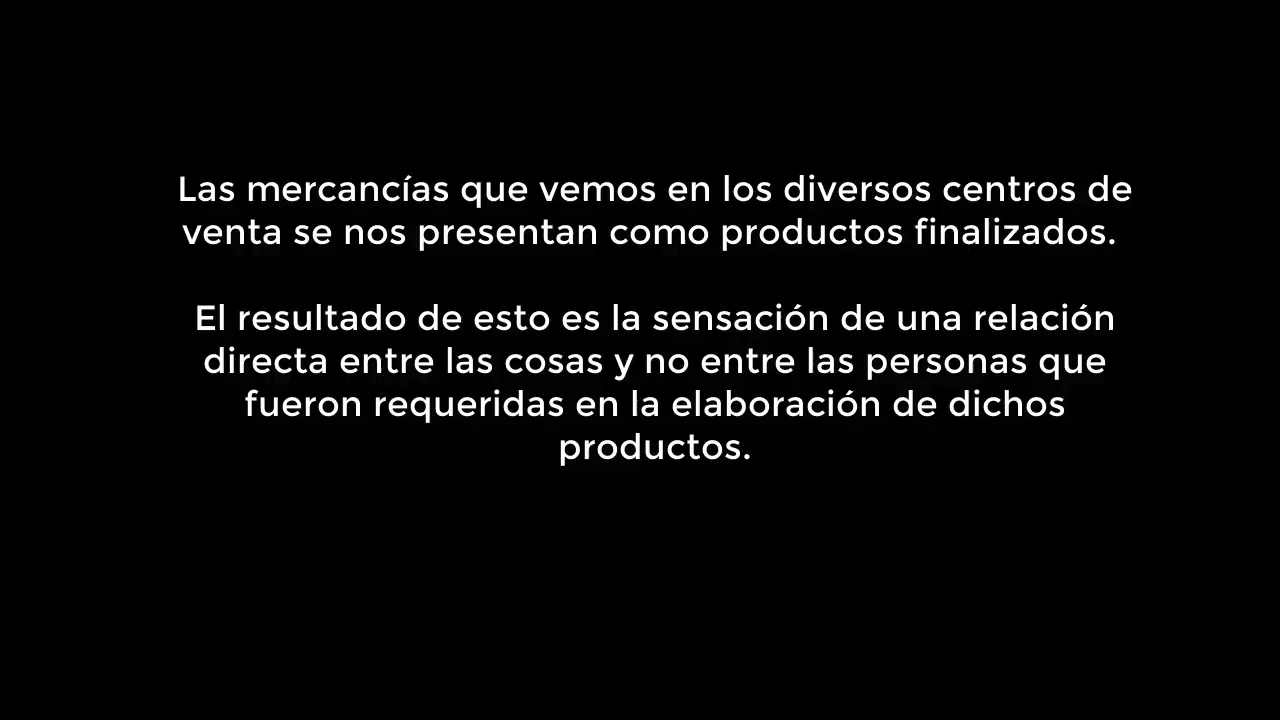 Las mercancías que vemos en los diversos centros de
venta se nos presentan como productos finalizados.
El resultado de esto es la sensación de una relación
directa entre las cosas y no entre las personas que
fueron requeridas en la elaboración de dichos
productos.